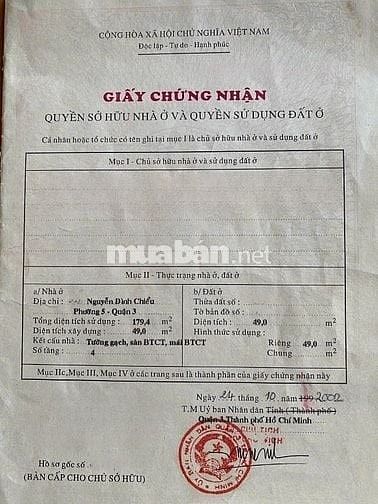 CỘNG HÒA XÃ HỘI CHỦ NGHĨA VIỆT NAM
Độc lập - Tự do - Hạnh phúc
GIẤY CHỨNG NHẬN
QUYỀN SỞ HỮU NHÀ Ở VÀ QUYỀN SỬ DỤNG ĐẤT Ở
Cá nhân hoặc tổ chức có tên ghi tại mục I là chủ sở hữu nhà ở và sử dụng đất ở
Mục I - Chủ sở hữu nhà ở và sử dụng đất ở
muaban.net
Mục II - Thực trạng nhà ở, đất ở
a/ Nhà ở
Địa chỉ : Nguyễn Đình Chiểu
Phường 5 - Quận 3
Tổng diện tích sử dụng : 179,4 m2
Diện tích xây dựng : 49,0 m2
Kết cấu nhà : Tường gạch, sàn BTCT, mái BTCT
Số tầng : 4
b/ Đất ở
Thửa đất số :
Tờ bản đồ số :
Diện tích : 49,0 m2
Hình thức sử dụng :
Riêng 49,0 m2
Chung m2
Mục IIc, Mục III, Mục IV ở các trang sau là thành phần của giấy chứng nhận này
Ngày 24 tháng 10 năm 199 2002
T.M Ủy ban Nhân dân Tỉnh (Thành phố)
Quận 3 Thành phố Hồ Chí Minh
CHỦ TỊCH
Hồ sơ gốc số
(BẢN CẤP CHO CHỦ SỞ HỮU)